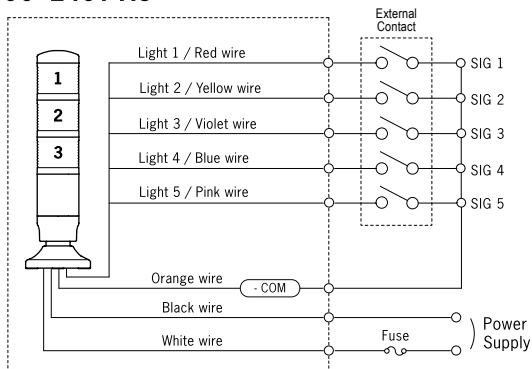 External
Contact
Light 1 / Red wire
SIG 1
1
Light 2 / Yellow wire
SIG 2
2
Light 3 / Violet wire
SIG 3
3
Light 4 / Blue wire
SIG 4
Light 5 / Pink wire
SIG 5
Orange wire
- COM
Black wire
Power
Supply
White wire
Fuse